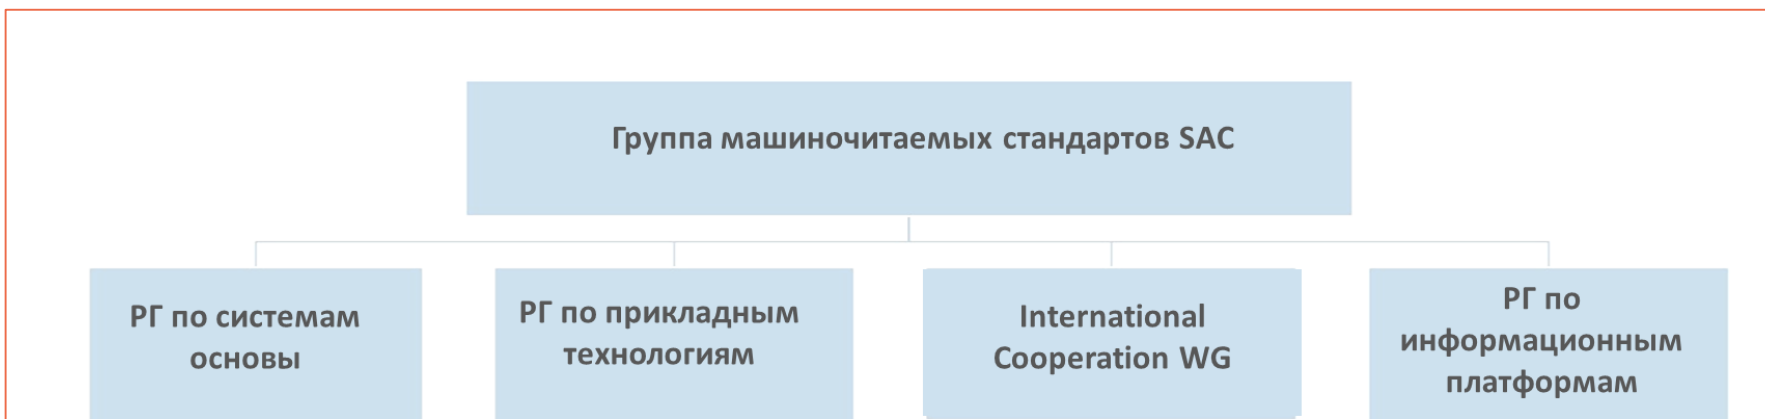 Группа машиночитаемых стандартов SAC
РГ по системам
основы
РГ по прикладным
технологиям
International
Cooperation WG
РГ по
информационным
платформам